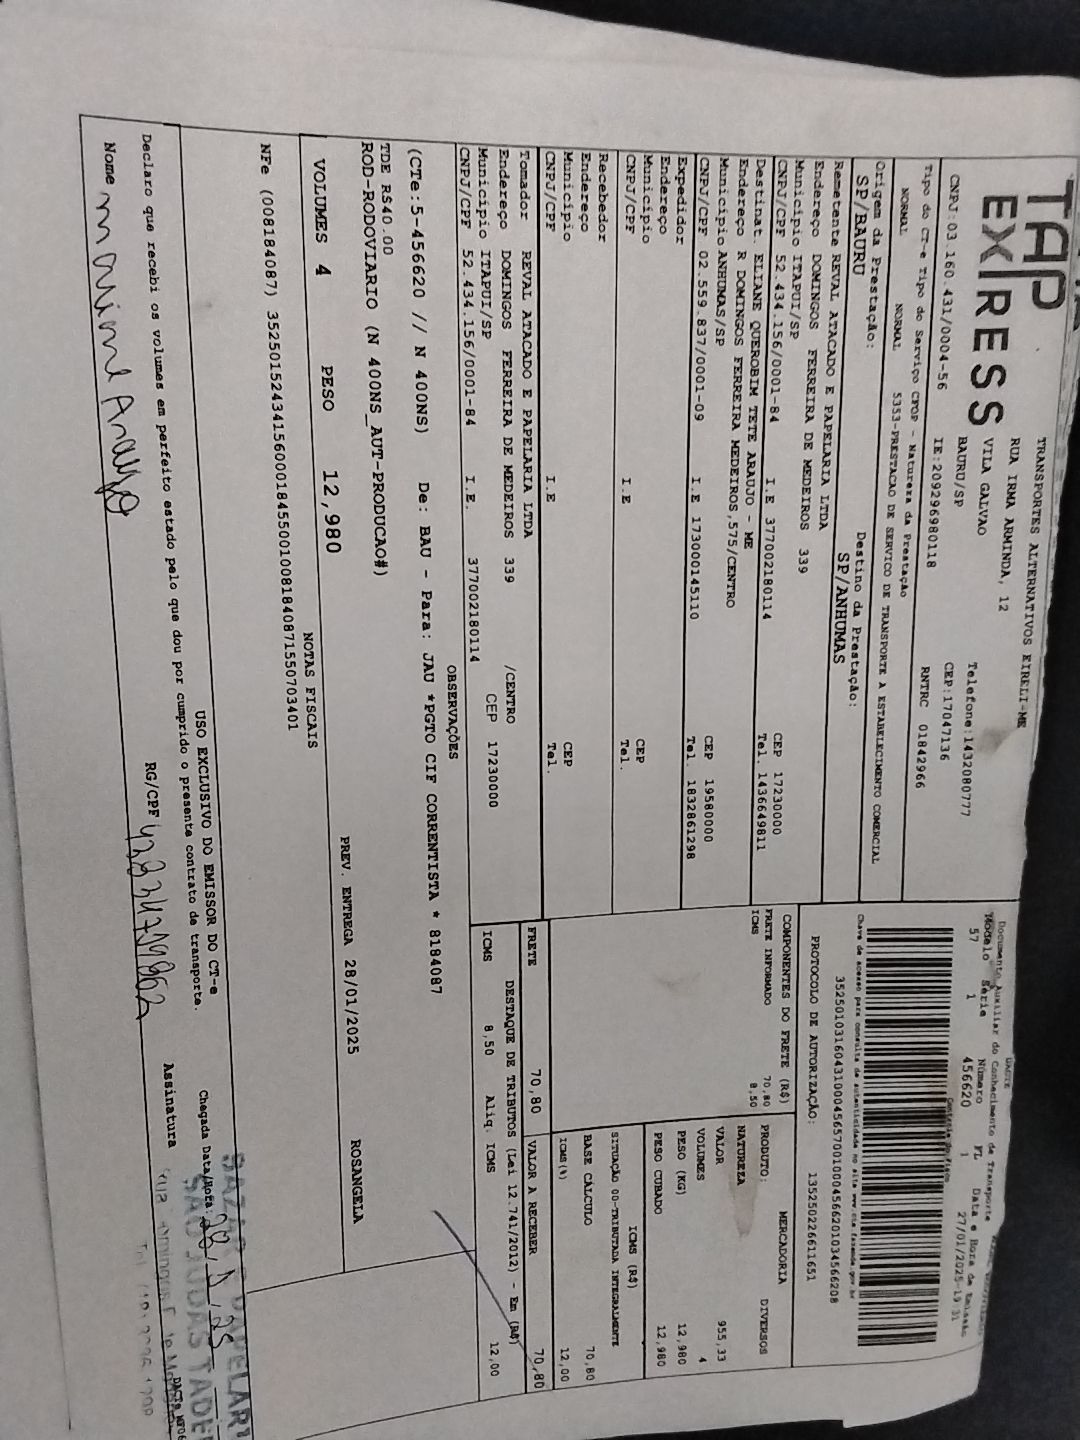 TAP
EXPRESS
TRANSPORTES ALTERNATIVOS EIRELI-ME
RUA IRMA ARMINDA, 12
VILA GALVAO
BAURU/SP
Telefone:1432080777
CEP:17047136
CNPJ:03.160.431/0004-56 IE:209296980118
Tipo do CT-e Tipo do Serviço CFOP - Natureza da Prestação RNTRC 01842966
NORMAL NORMAL 5353-PRESTACAO DE SERVICO DE TRANSPORTE A ESTABELECIMENTO COMERCIAL
Origem da Prestação: Destino da Prestação:
SP/BAURU SP/ANHUMAS
Remetente REVAL ATACADO E PAPELARIA LTDA
Endereço DOMINGOS FERREIRA DE MEDEIROS 339
Município ITAPUI/SP CEP 17230000
CNPJ/CPF 52.434.156/0001-84 I.E 377002180114 Tel. 1436649811
Destinat. ELIANE QUEROBIM TETE ARAUJO - ME
Endereço R DOMINGOS FERREIRA MEDEIROS,575/CENTRO
Município ANHUMAS/SP CEP 19580000
CNPJ/CPF 02.559.837/0001-09 I.E 173000145110 Tel. 1832861298
Expedidor
Endereço
Município CEP
CNPJ/CPF I.E Tel.
Recebedor
Endereço
Município CEP
CNPJ/CPF I.E Tel.
Tomador REVAL ATACADO E PAPELARIA LTDA
Endereço DOMINGOS FERREIRA DE MEDEIROS 339 /CENTRO
Município ITAPUI/SP CEP 17230000
CNPJ/CPF 52.434.156/0001-84 I.E. 377002180114
DACTE
Documento Auxiliar do Conhecimento de Transporte
Modelo Série Número FL Data e Hora de Emissão
57 1 456620 1 27/01/2025-19:31
Chave de acesso para consulta de autenticidade no site www.cte.fazenda.gov.br
35250103160431000456570010004566201034566208
PROTOCOLO DE AUTORIZAÇÃO: 135250226611651
COMPONENTES DO FRETE (R$)
FRETE INFORMADO 70,80
ICMS 8,50
PRODUTO: MERCADORIA
NATUREZA DIVERSOS
VALOR 955,33
VOLUMES 4
PESO (KG) 12,980
PESO CUBADO 12,980
ICMS (R$)
SITUAÇÃO 00-TRIBUTADA INTEGRALMENTE
BASE CÁLCULO 70,80
ICMS(%) 12,00
FRETE 70,80 VALOR A RECEBER 70,80
DESTAQUE DE TRIBUTOS (Lei 12.741/2012) - Em (R$)
ICMS 8,50 Aliq. ICMS 12,00
OBSERVAÇÕES
(CTe:5-456620 // N 400NS) De: BAU - Para: JAU *PGTO CIF CORRENTISTA * 8184087
TDE R$40.00
ROD-RODOVIARIO (N 400NS_AUT-PRODUCAO#)
VOLUMES 4 PESO 12,980 PREV. ENTREGA 28/01/2025 ROSANGELA
NOTAS FISCAIS
NFe (008184087) 35250152434156000184550010081840871550703401
USO EXCLUSIVO DO EMISSOR DO CT-e
Declaro que recebi os volumes em perfeito estado pelo que dou por cumprido o presente contrato de transporte.
Chegada Data/Hora:
Nome RG/CPF Assinatura
Araujo